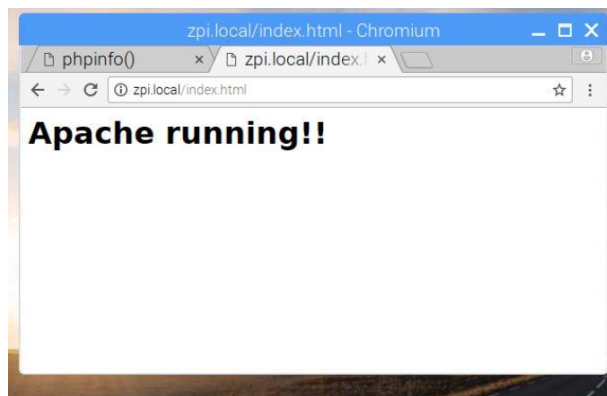 zpi.local/index.html - Chromium
phpinfo()
zpi.local/index.
zpi.local/index.html
Apache running!!